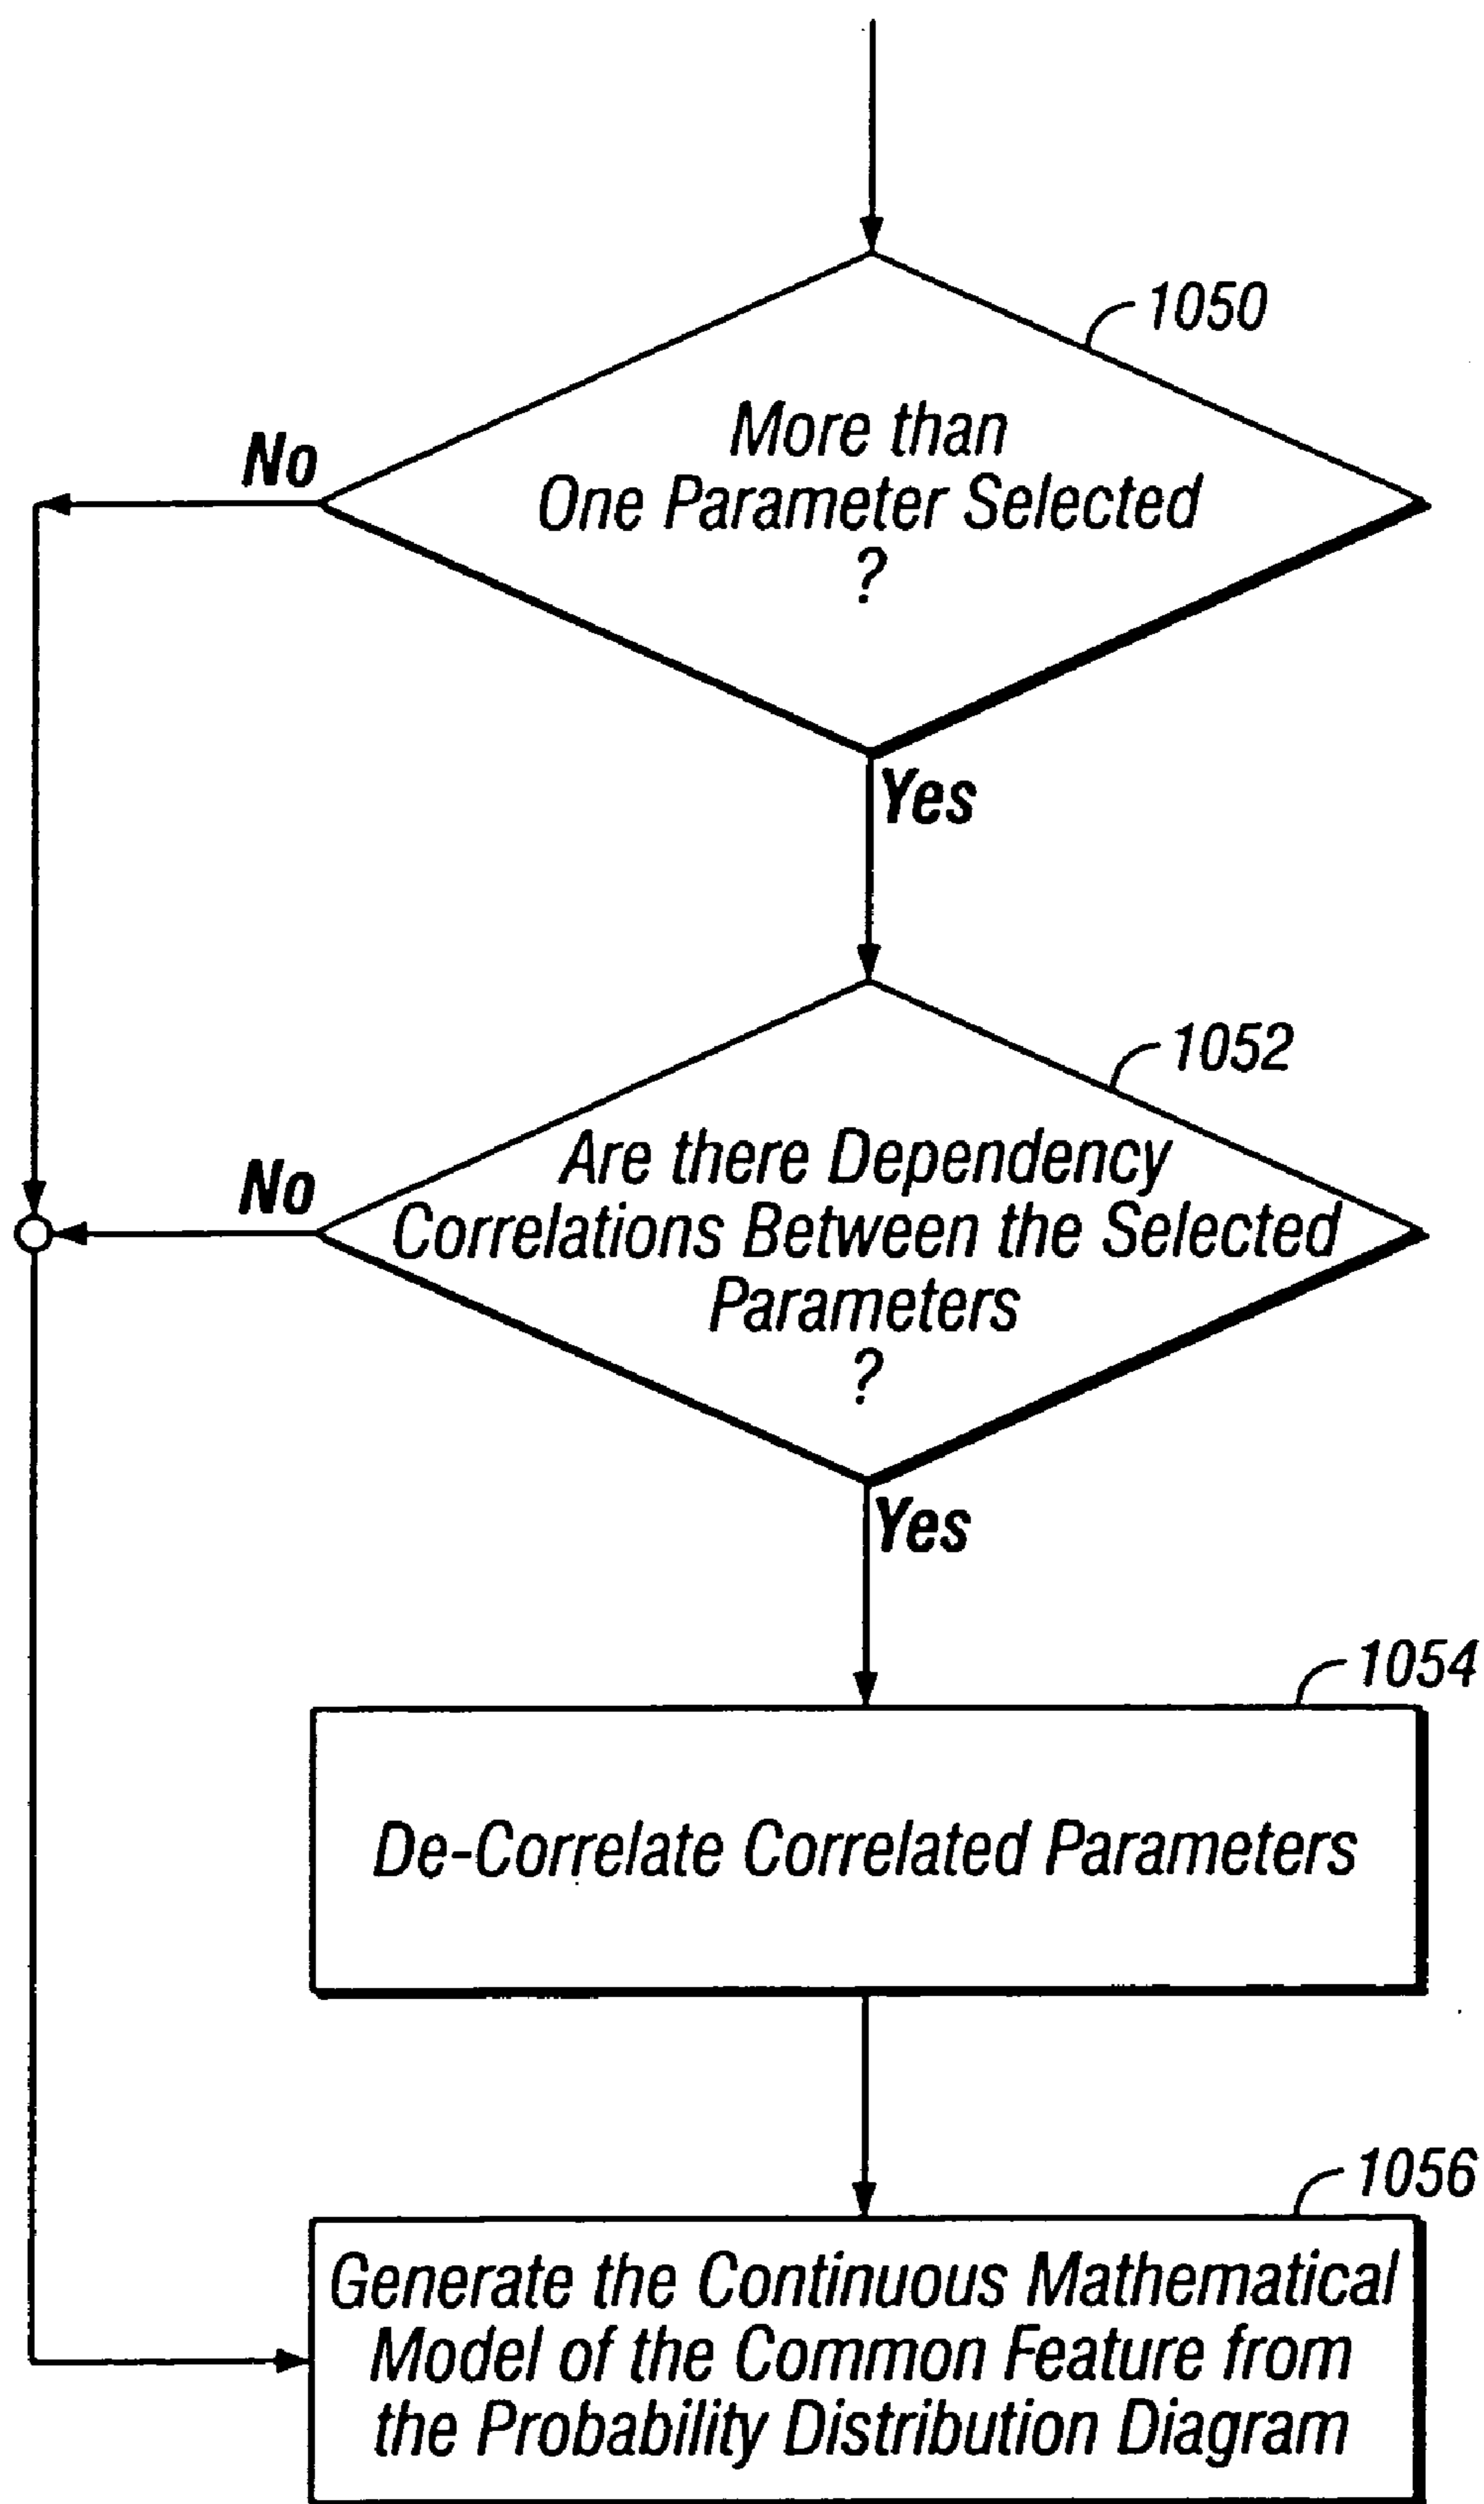 1050
More than
One Parameter Selected
?
No
Yes
1052
Are there Dependency
Correlations Between the Selected
Parameters
?
No
Yes
1054
De-Correlate Correlated Parameters
1056
Generate the Continuous Mathematical
Model of the Common Feature from
the Probability Distribution Diagram